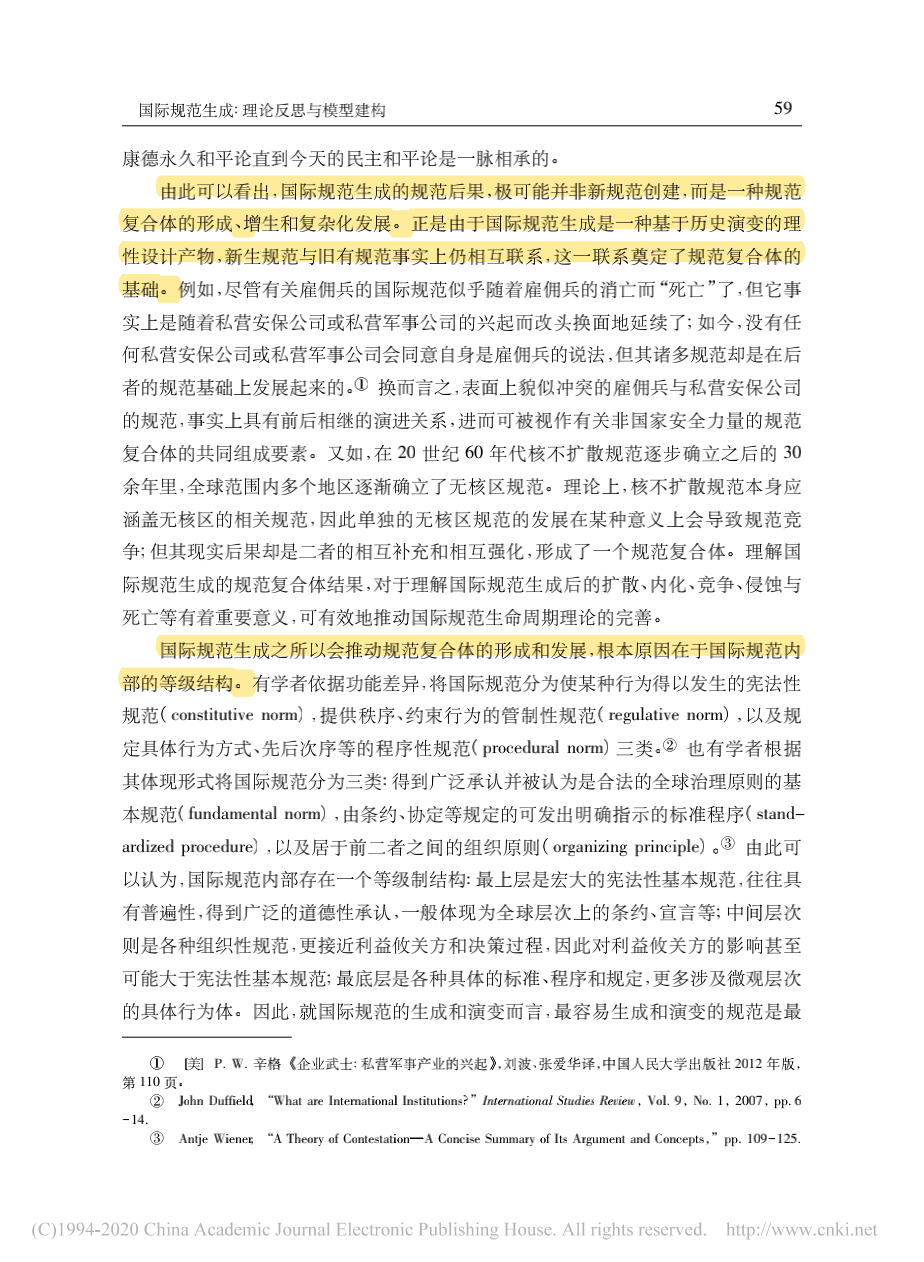 国际规范生成: 理论反思与模型建构 59
康德永久和平论直到今天的民主和平论是一脉相承的。
由此可以看出,国际规范生成的规范后果,极可能并非新规范创建,而是一种规范
复合体的形成、增生和复杂化发展。正是由于国际规范生成是一种基于历史演变的理
性设计产物,新生规范与旧有规范事实上仍相互联系,这一联系奠定了规范复合体的
基础。例如,尽管有关雇佣兵的国际规范似乎随着雇佣兵的消亡而“死亡”了,但它事
实上是随着私营安保公司或私营军事公司的兴起而改头换面地延续了; 如今,没有任
何私营安保公司或私营军事公司会同意自身是雇佣兵的说法,但其诸多规范却是在后
者的规范基础上发展起来的。① 换而言之,表面上貌似冲突的雇佣兵与私营安保公司
的规范,事实上具有前后相继的演进关系,进而可被视作有关非国家安全力量的规范
复合体的共同组成要素。又如,在 20 世纪 60 年代核不扩散规范逐步确立之后的 30
余年里,全球范围内多个地区逐渐确立了无核区规范。理论上,核不扩散规范本身应
涵盖无核区的相关规范,因此单独的无核区规范的发展在某种意义上会导致规范竞
争; 但其现实后果却是二者的相互补充和相互强化,形成了一个规范复合体。理解国
际规范生成的规范复合体结果,对于理解国际规范生成后的扩散、内化、竞争、侵蚀与
死亡等有着重要意义,可有效地推动国际规范生命周期理论的完善。
国际规范生成之所以会推动规范复合体的形成和发展,根本原因在于国际规范内
部的等级结构。有学者依据功能差异,将国际规范分为使某种行为得以发生的宪法性
规范( constitutive norm) ,提供秩序、约束行为的管制性规范( regulative norm) ,以及规
定具体行为方式、先后次序等的程序性规范( procedural norm) 三类。② 也有学者根据
其体现形式将国际规范分为三类: 得到广泛承认并被认为是合法的全球治理原则的基
本规范( fundamental norm) ,由条约、协定等规定的可发出明确指示的标准程序( stand-
ardized procedure) ,以及居于前二者之间的组织原则( organizing principle) 。③ 由此可
以认为,国际规范内部存在一个等级制结构: 最上层是宏大的宪法性基本规范,往往具
有普遍性,得到广泛的道德性承认,一般体现为全球层次上的条约、宣言等; 中间层次
则是各种组织性规范,更接近利益攸关方和决策过程,因此对利益攸关方的影响甚至
可能大于宪法性基本规范; 最底层是各种具体的标准、程序和规定,更多涉及微观层次
的具体行为体。因此,就国际规范的生成和演变而言,最容易生成和演变的规范是最
① [美] P. W. 辛格《企业武士: 私营军事产业的兴起》,刘波、张爱华译,中国人民大学出版社 2012 年版,
第 110 页。
② John Duffield, “What are International Institutions?” International Studies Review, Vol. 9, No. 1, 2007, pp. 6
-14.
③ Antje Wiener, “A Theory of Contestation—A Concise Summary of Its Argument and Concepts,” pp. 109-125.
(C)1994-2020 China Academic Journal Electronic Publishing House. All rights reserved. http://www.cnki.net